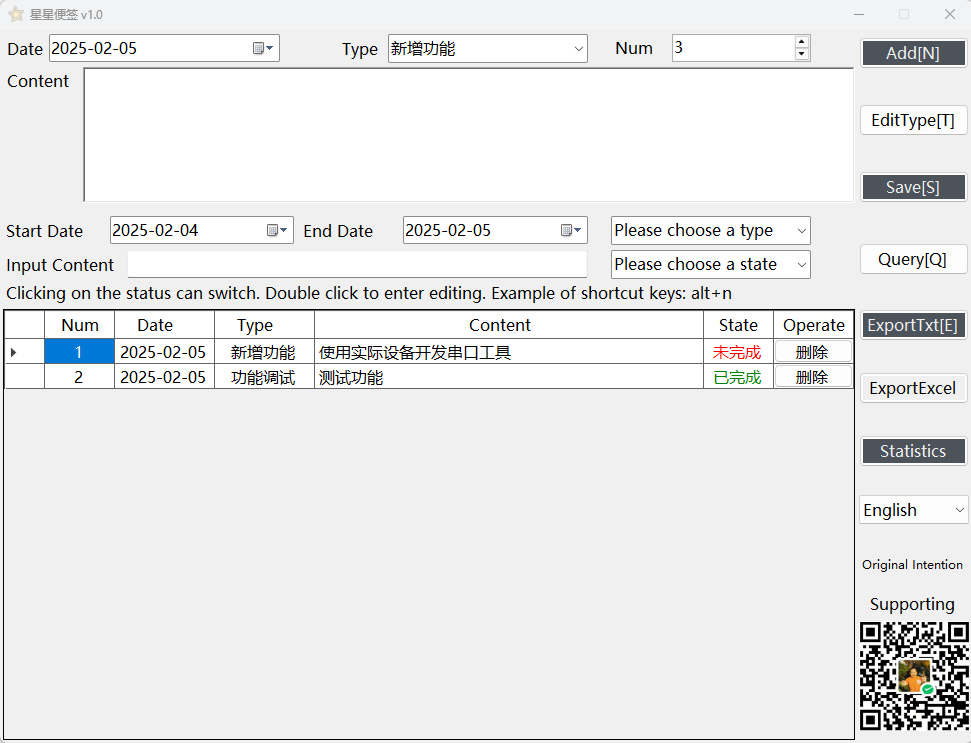 星星便签 v1.0
Date 2025-02-05 Type 新增功能 Num 3 Add[N]
Content
EditType[T]
Save[S]
Start Date 2025-02-04 End Date 2025-02-05 Please choose a type
Input Content Please choose a state Query[Q]
Clicking on the status can switch. Double click to enter editing. Example of shortcut keys: alt+n
Num Date Type Content State Operate ExportTxt[E]
1 2025-02-05 新增功能 使用实际设备开发串口工具 未完成 删除
2 2025-02-05 功能调试 测试功能 已完成 删除
ExportExcel
Statistics
English
Original Intention
Supporting